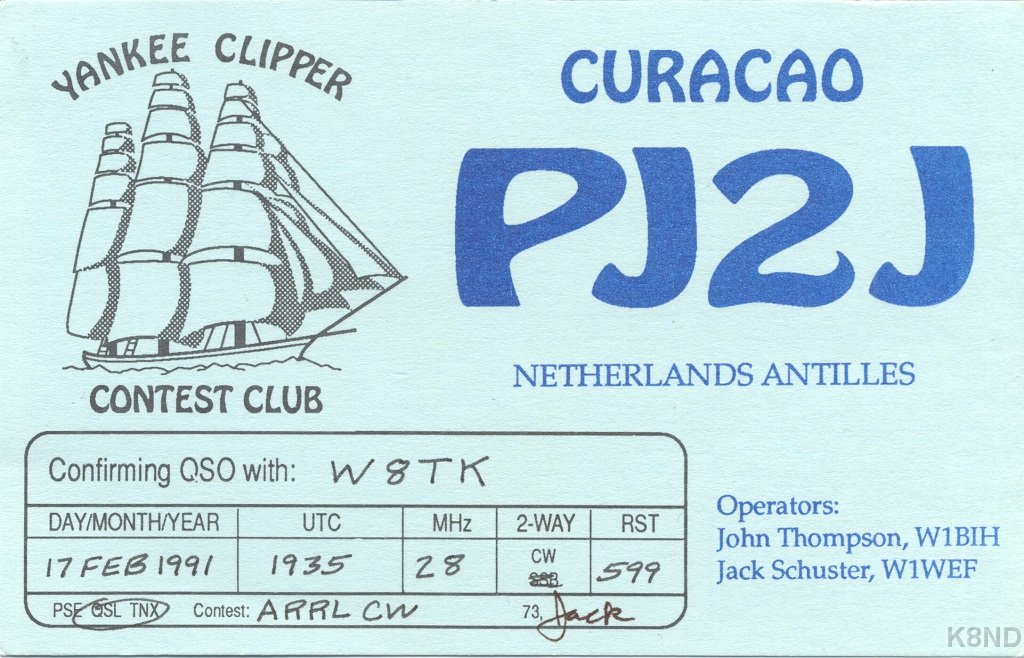 YANKEE CLIPPER
CONTEST CLUB
CURACAO
PJ2J
NETHERLANDS ANTILLES
Confirming QSO with: W8TK
DAY/MONTH/YEAR UTC MHz 2-WAY RST
17 FEB 1991 1935 28 CW SSB 599
PSE QSL TNX Contest: ARRL CW 73, Jack
Operators:
John Thompson, W1BIH
Jack Schuster, W1WEF
K8ND